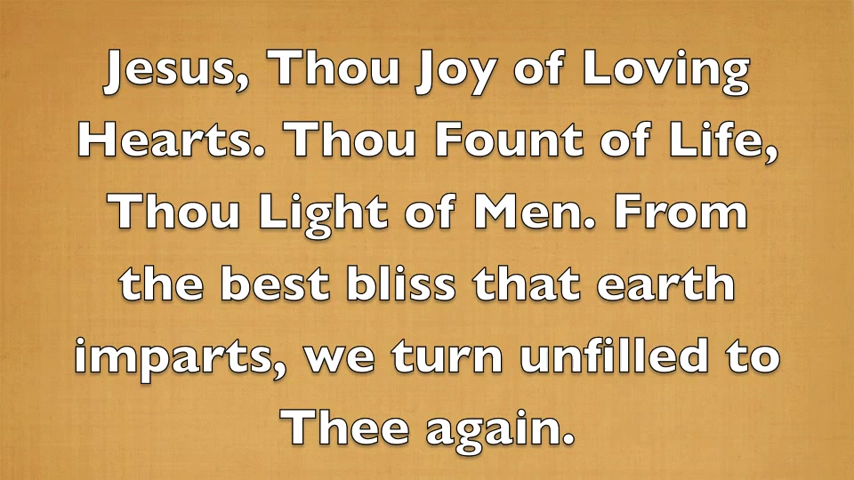 Jesus, Thou Joy of Loving
Hearts. Thou Fount of Life,
Thou Light of Men. From
the best bliss that earth
imparts, we turn unfilled to
Thee again.